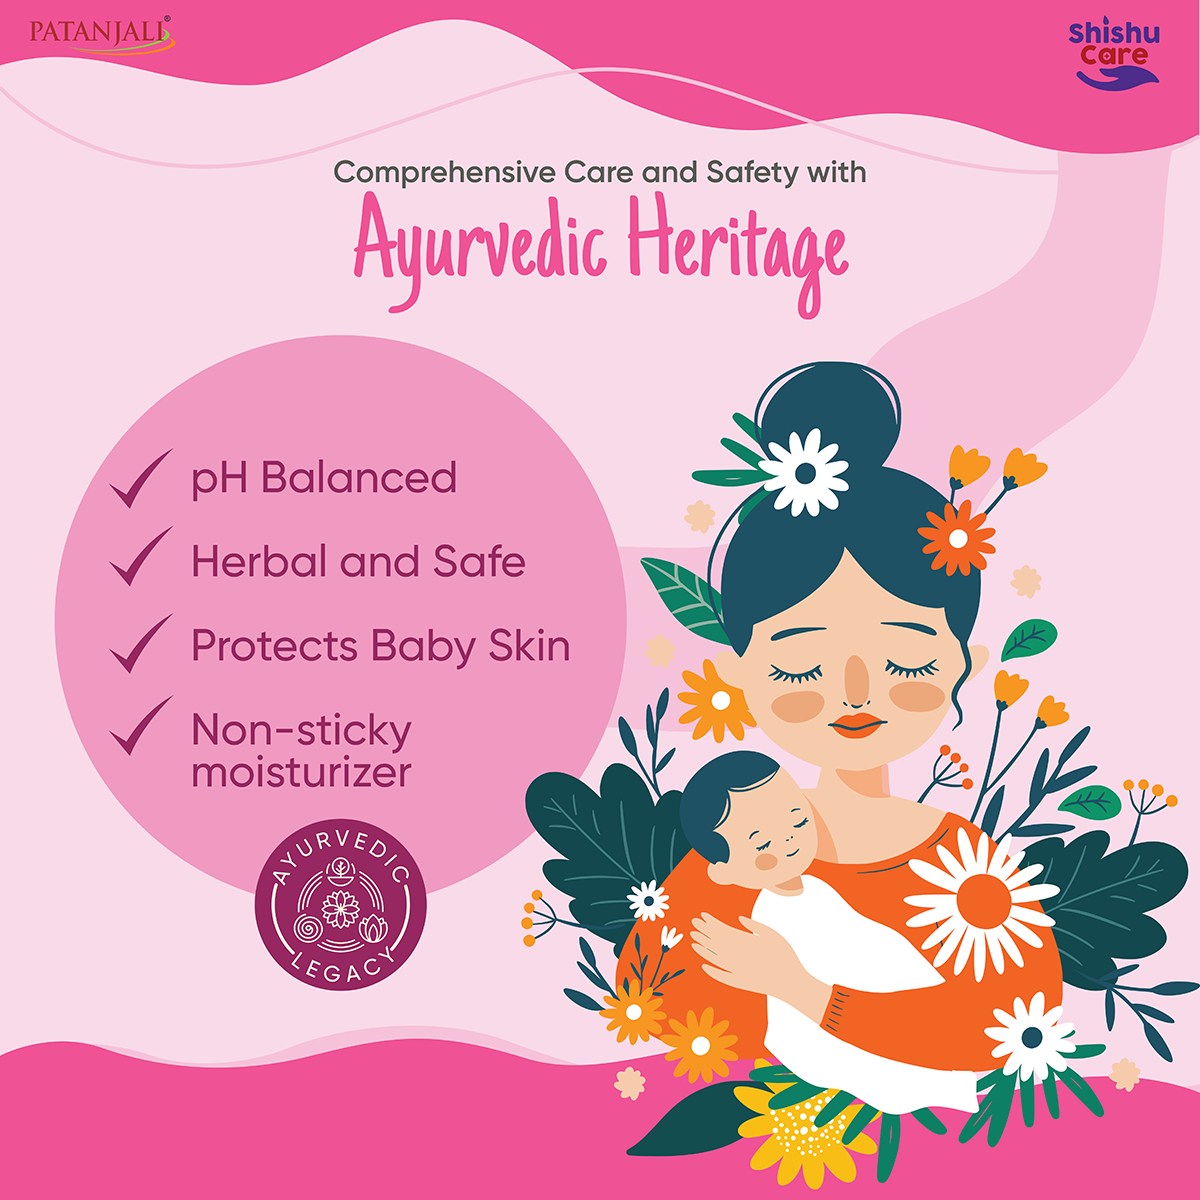 PATANJALI®
Shishu
Care
Comprehensive Care and Safety with
Ayurvedic Heritage
pH Balanced
Herbal and Safe
Protects Baby Skin
Non-sticky
moisturizer
AYURVEDIC
LEGACY